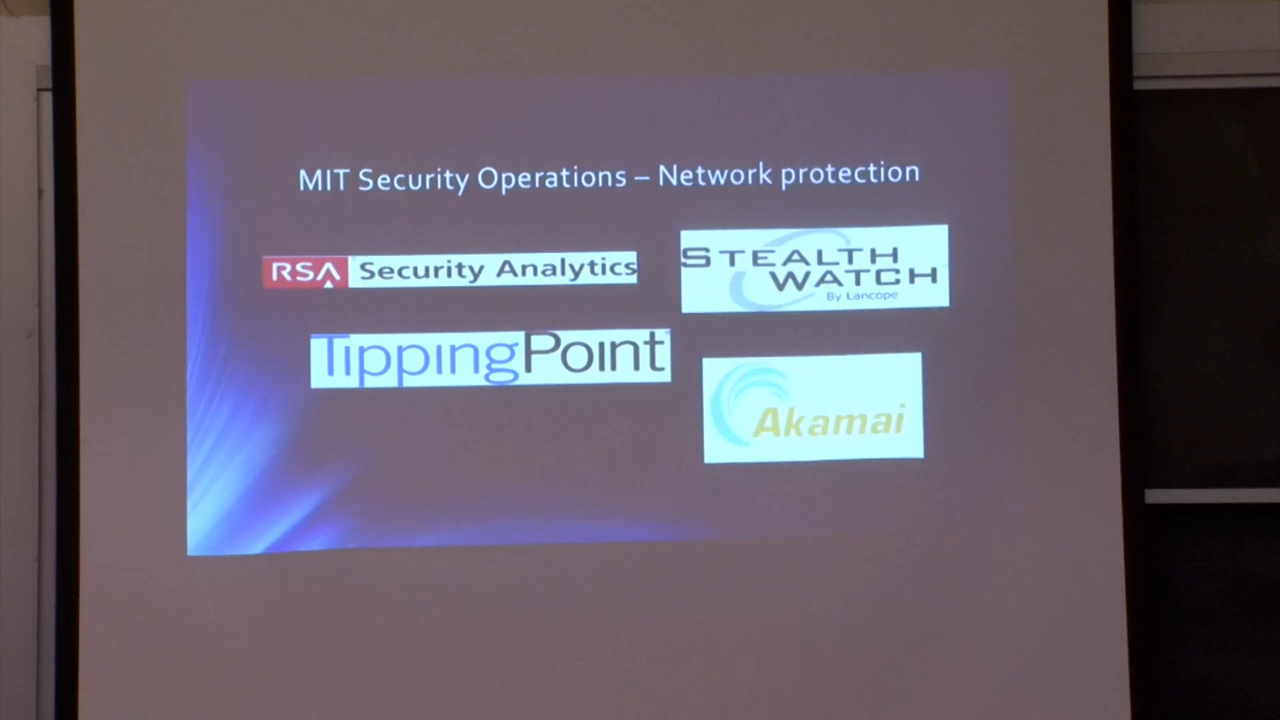 MIT Security Operations – Network protection
RSA Security Analytics
STEALTH
WATCH
By Lancope
TippingPoint
Akamai